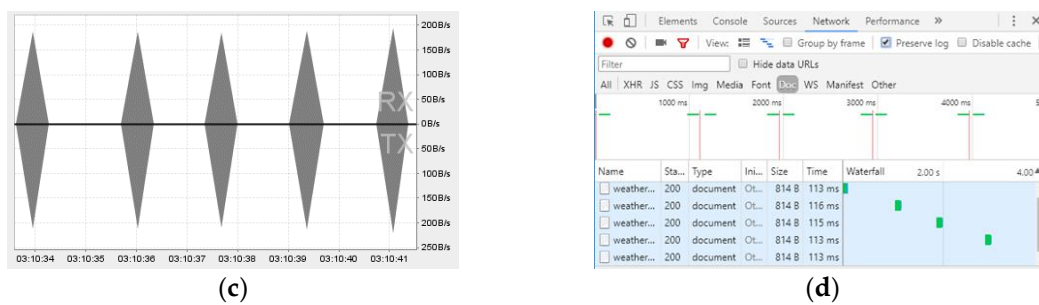 200B/s
150B/s
100B/s
50B/s
RX
0B/s
TX
50B/s
100B/s
150B/s
200B/s
250B/s
03:10:34 03:10:35 03:10:36 03:10:37 03:10:38 03:10:39 03:10:40 03:10:41
(c)
Elements Console Sources Network Performance »
View: Group by frame Preserve log Disable cache
Filter Hide data URLs
All XHR JS CSS Img Media Font Doc WS Manifest Other
1000 ms 2000 ms 3000 ms 4000 ms 5
Name Sta... Type Ini... Size Time Waterfall 2.00 s 4.00
weather... 200 document Ot... 814 B 113 ms
weather... 200 document Ot... 814 B 116 ms
weather... 200 document Ot... 814 B 115 ms
weather... 200 document Ot... 814 B 113 ms
weather... 200 document Ot... 814 B 113 ms
(d)